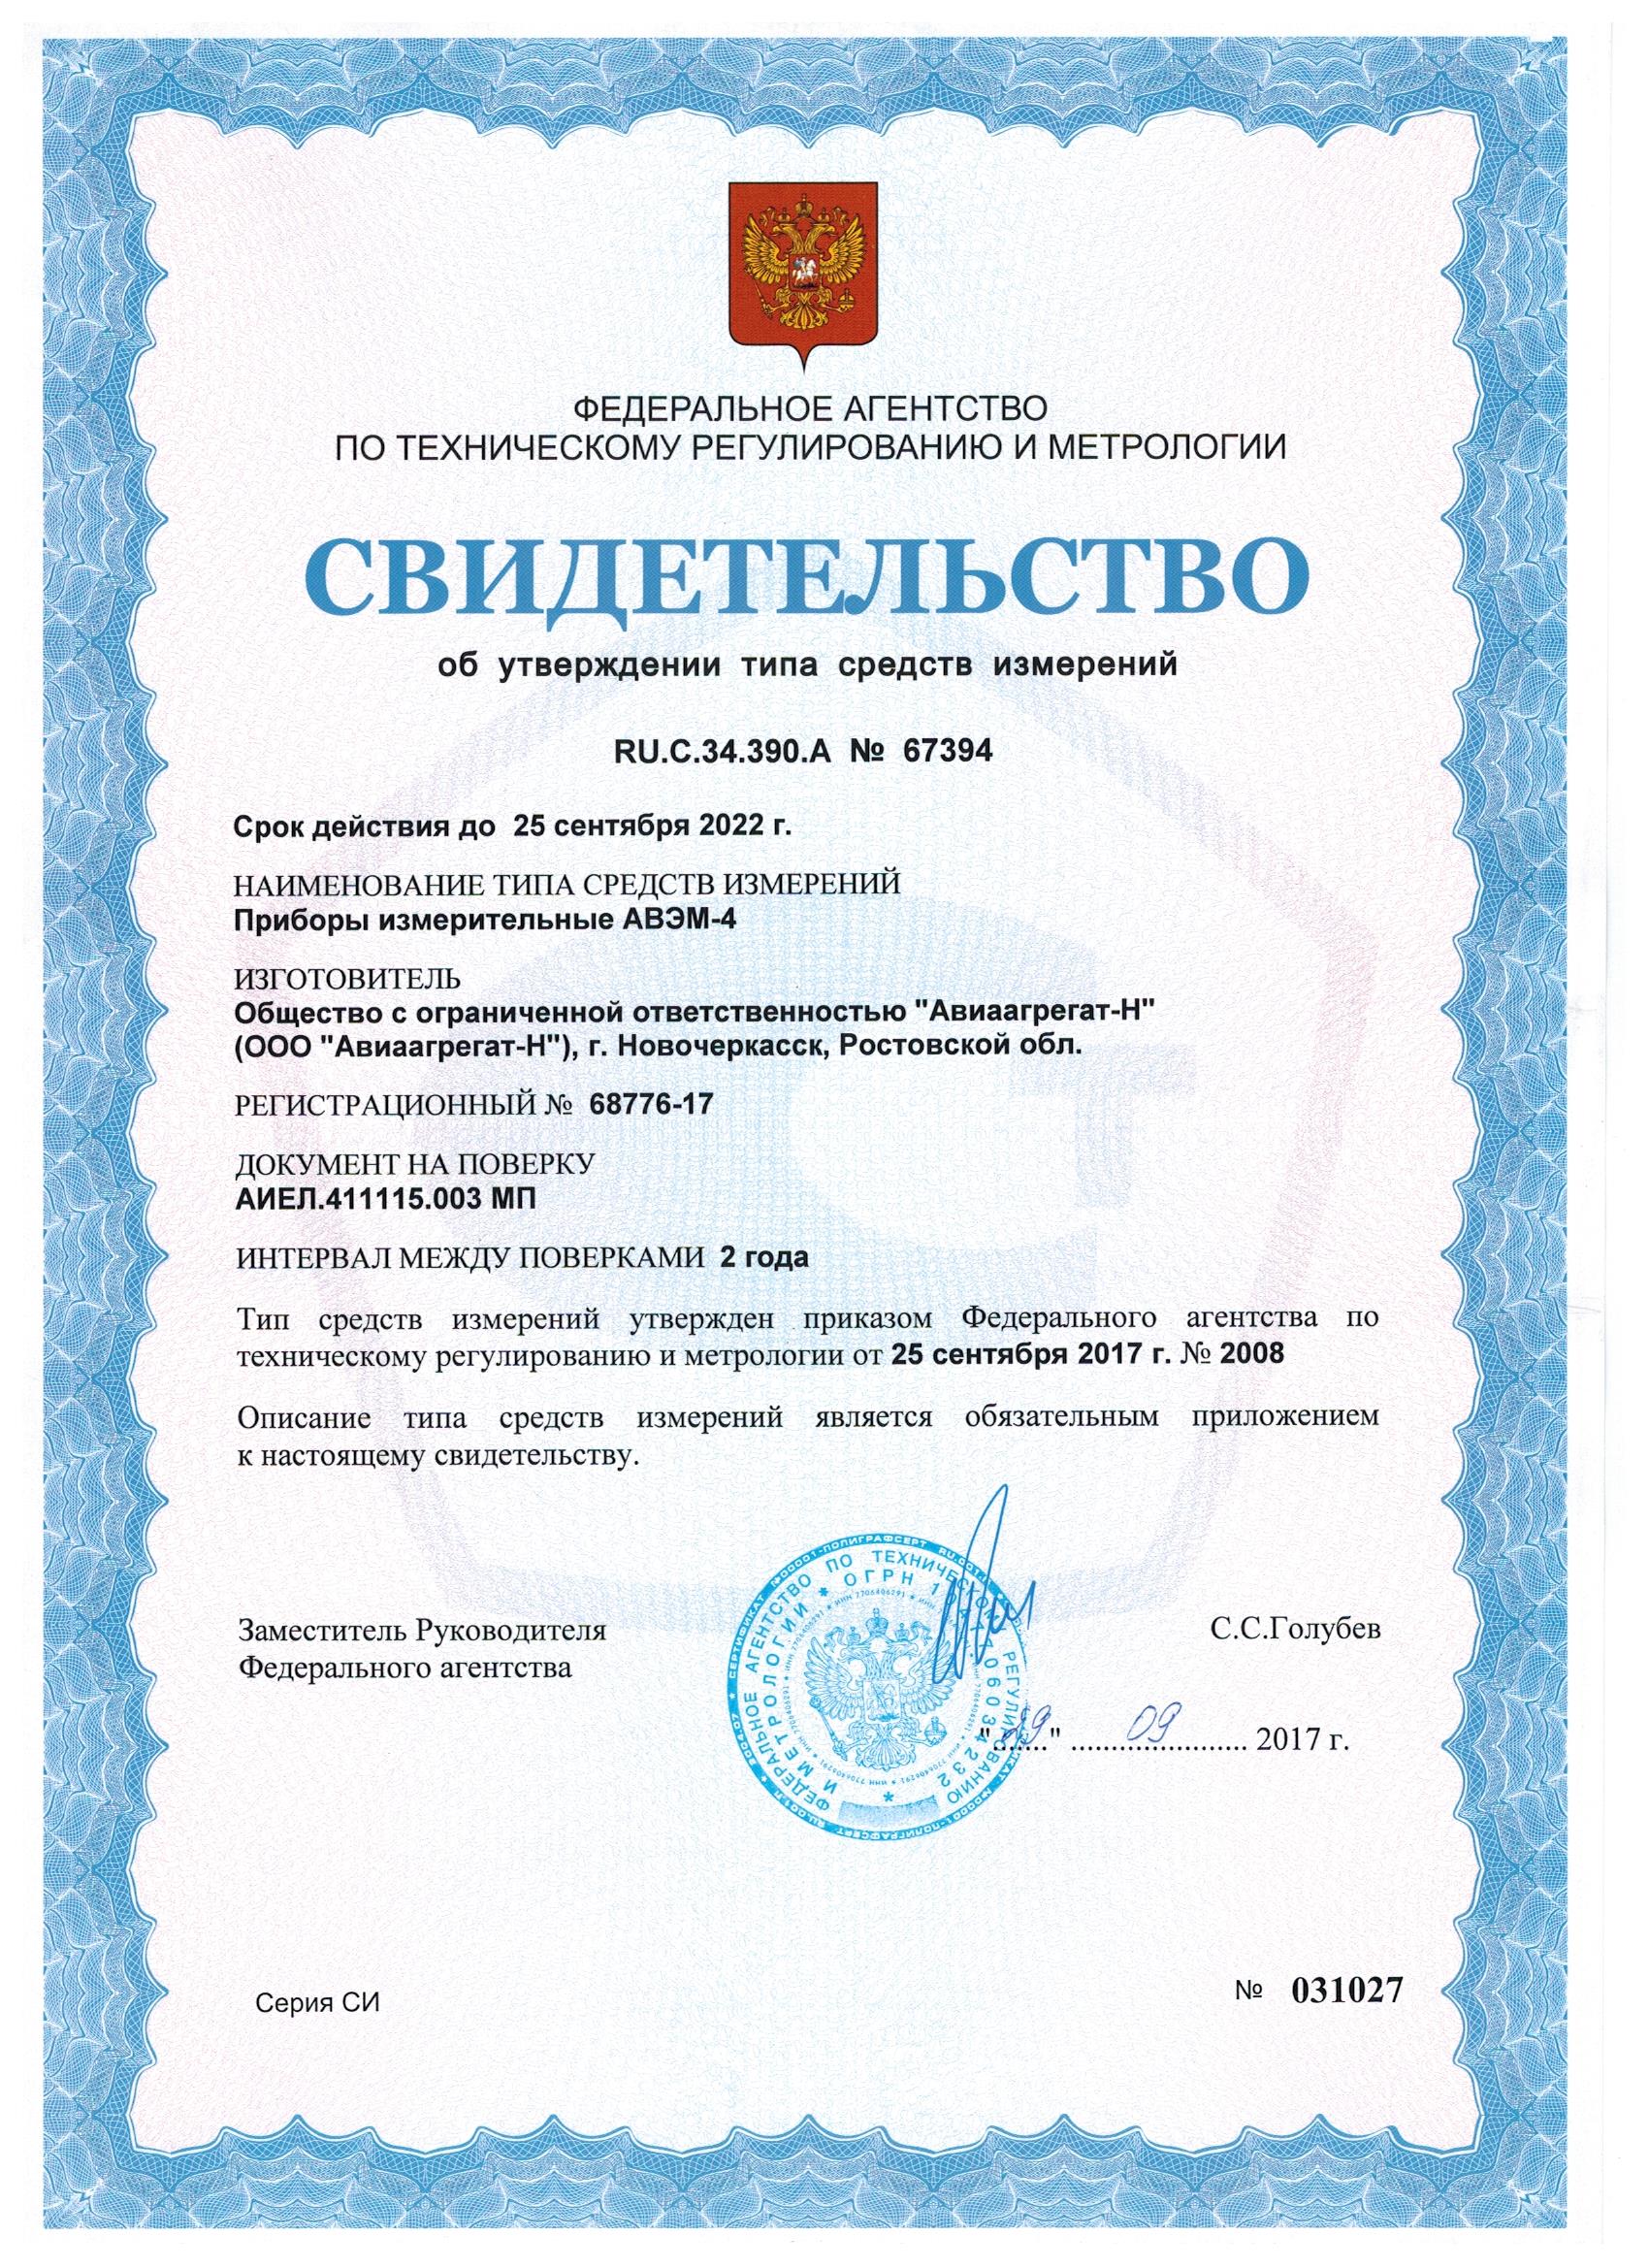 ФЕДЕРАЛЬНОЕ АГЕНТСТВО
ПО ТЕХНИЧЕСКОМУ РЕГУЛИРОВАНИЮ И МЕТРОЛОГИИ
СВИДЕТЕЛЬСТВО
об утверждении типа средств измерений
RU.C.34.390.A № 67394
Срок действия до 25 сентября 2022 г.
НАИМЕНОВАНИЕ ТИПА СРЕДСТВ ИЗМЕРЕНИЙ
Приборы измерительные АВЭМ-4
ИЗГОТОВИТЕЛЬ
Общество с ограниченной ответственностью "Авиаагрегат-Н"
(ООО "Авиаагрегат-Н"), г. Новочеркасск, Ростовской обл.
РЕГИСТРАЦИОННЫЙ № 68776-17
ДОКУМЕНТ НА ПОВЕРКУ
АИЕЛ.411115.003 МП
ИНТЕРВАЛ МЕЖДУ ПОВЕРКАМИ 2 года
Тип средств измерений утвержден приказом Федерального агентства по
техническому регулированию и метрологии от 25 сентября 2017 г. № 2008
Описание типа средств измерений является обязательным приложением
к настоящему свидетельству.
Заместитель Руководителя
Федерального агентства
С.С.Голубев
ФЕДЕРАЛЬНОЕ АГЕНТСТВО ПО ТЕХНИЧЕСКОМУ РЕГУЛИРОВАНИЮ
И МЕТРОЛОГИИ * ОГРН
"29" 09 2017 г.
Серия СИ
№ 031027